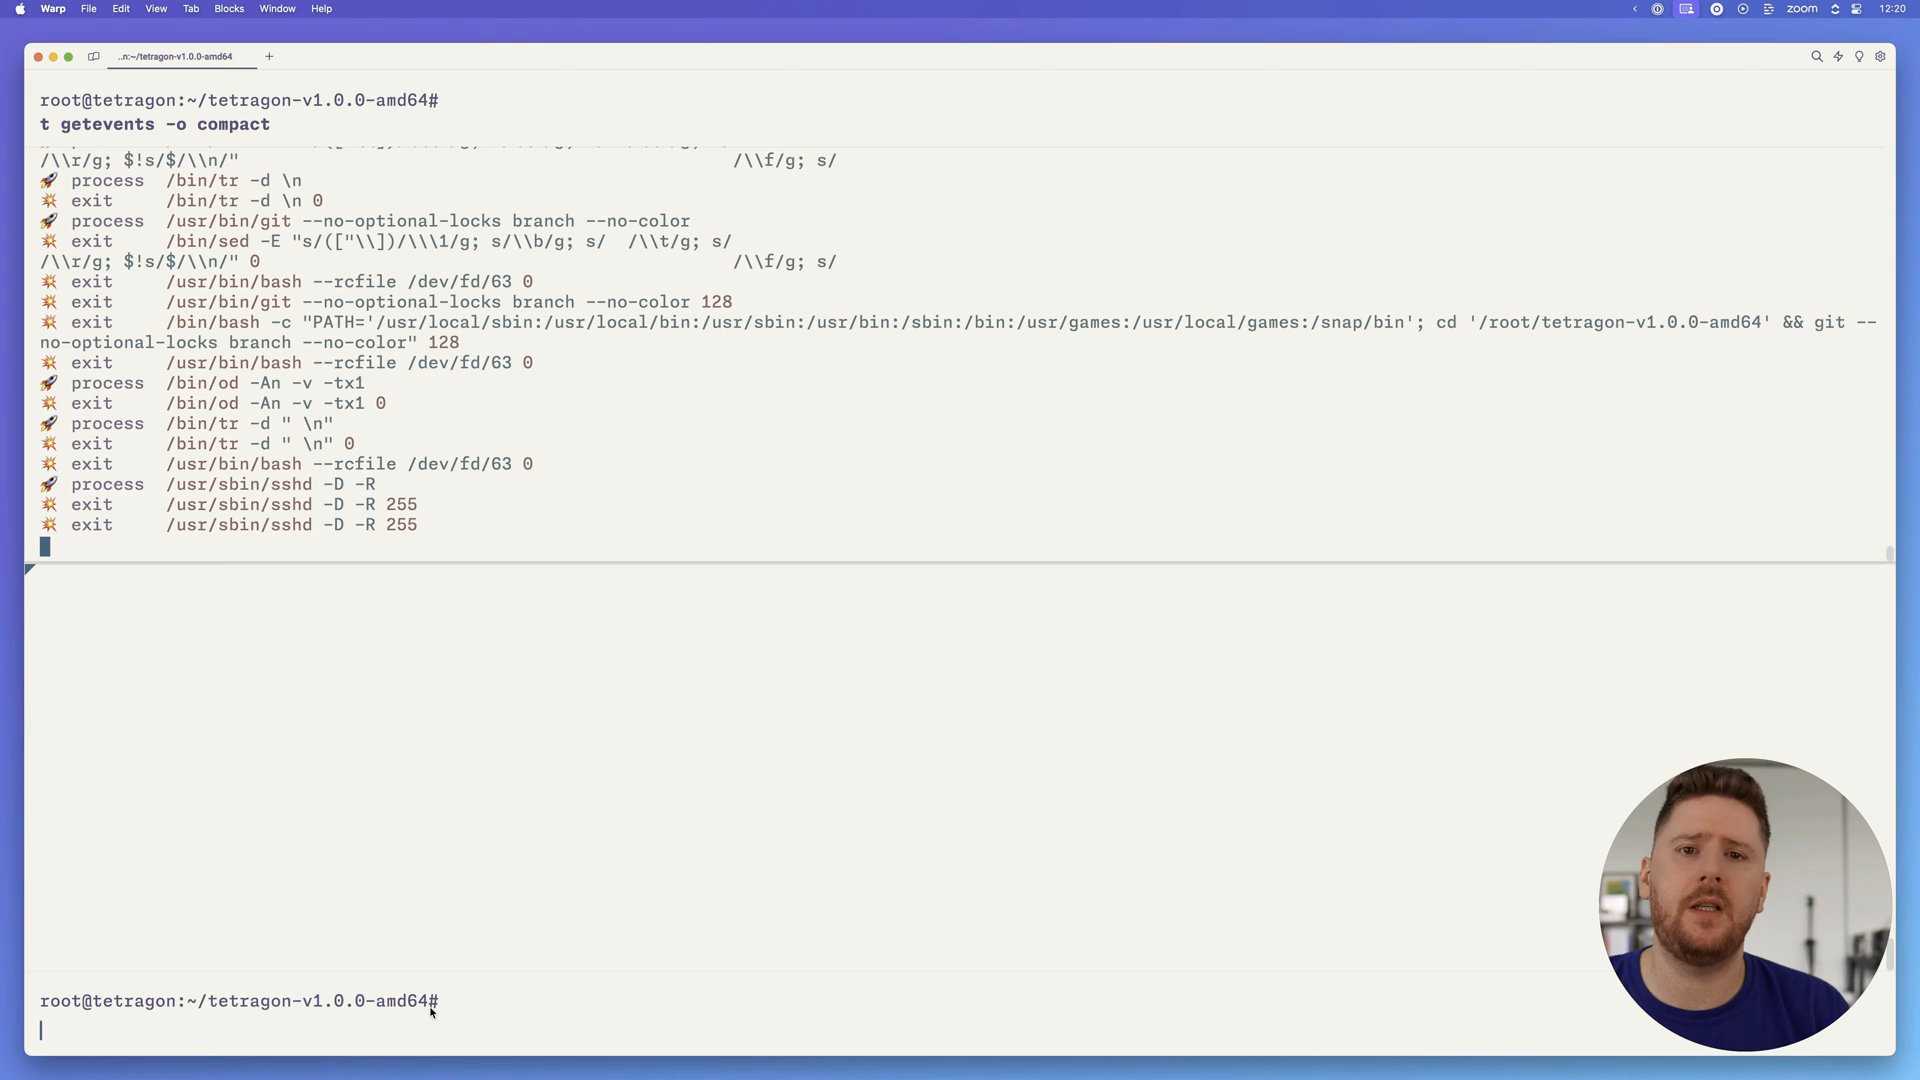 Warp File Edit View Tab Blocks Window Help zoom 12:20
..n:~/tetragon-v1.0.0-amd64
root@tetragon:~/tetragon-v1.0.0-amd64#
t getevents -o compact
/\\r/g; $!s/$/\\n/" /\\f/g; s/
process /bin/tr -d \n
exit /bin/tr -d \n 0
process /usr/bin/git --no-optional-locks branch --no-color
exit /bin/sed -E "s/(["\\])/\\\1/g; s/\\b/g; s/ /\\t/g; s/
/\\r/g; $!s/$/\\n/" 0 /\\f/g; s/
exit /usr/bin/bash --rcfile /dev/fd/63 0
exit /usr/bin/git --no-optional-locks branch --no-color 128
exit /bin/bash -c "PATH='/usr/local/sbin:/usr/local/bin:/usr/sbin:/usr/bin:/sbin:/bin:/usr/games:/usr/local/games:/snap/bin'; cd '/root/tetragon-v1.0.0-amd64' && git --
no-optional-locks branch --no-color" 128
exit /usr/bin/bash --rcfile /dev/fd/63 0
process /bin/od -An -v -tx1
exit /bin/od -An -v -tx1 0
process /bin/tr -d " \n"
exit /bin/tr -d " \n" 0
exit /usr/bin/bash --rcfile /dev/fd/63 0
process /usr/sbin/sshd -D -R
exit /usr/sbin/sshd -D -R 255
exit /usr/sbin/sshd -D -R 255
root@tetragon:~/tetragon-v1.0.0-amd64#